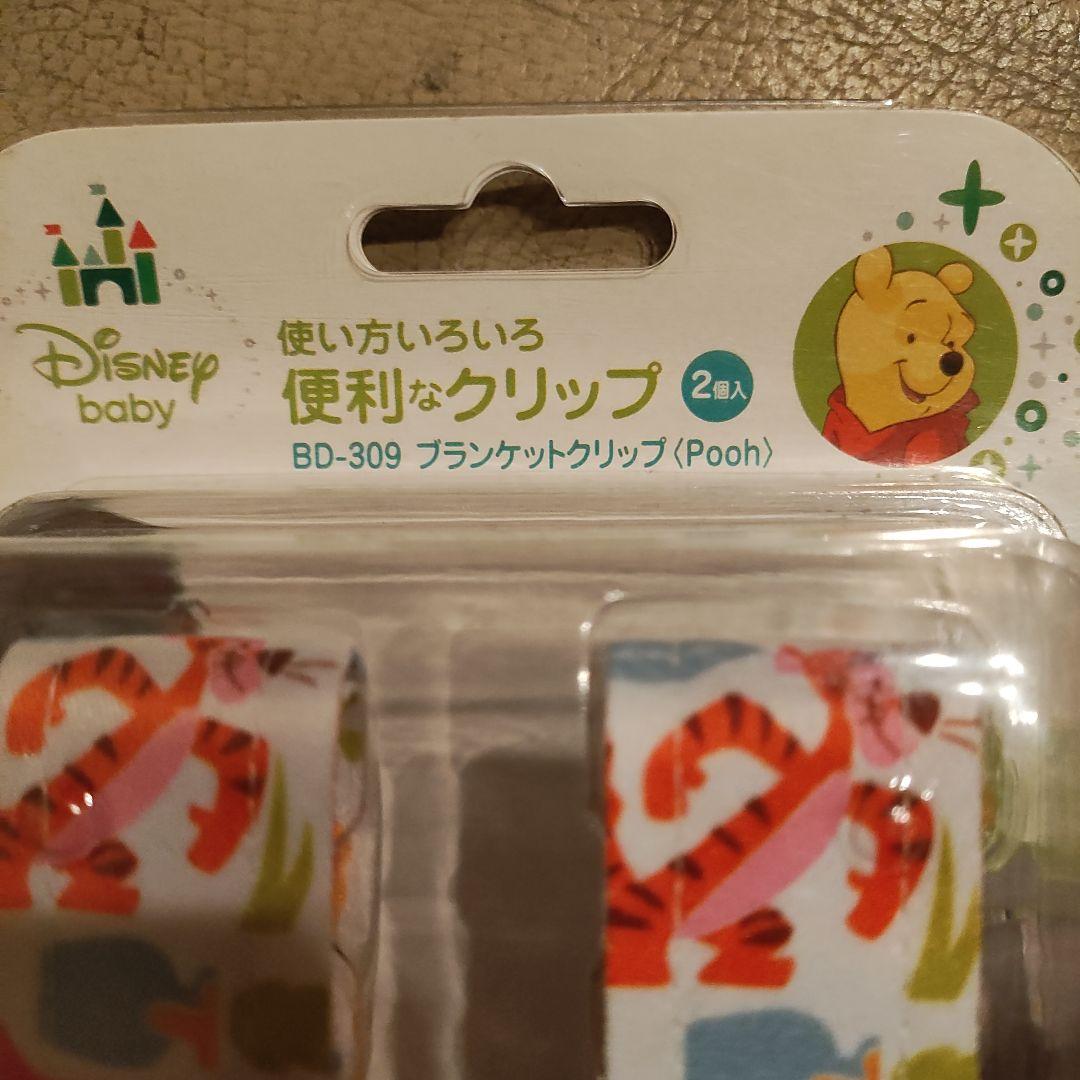 Disney
baby
使い方いろいろ
便利なクリップ
2個入
BD-309 ブランケットクリップ〈Pooh〉